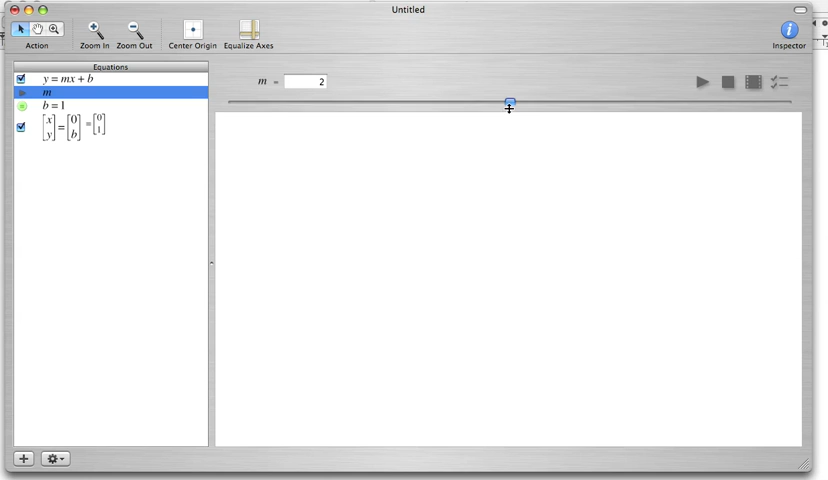 Untitled
Action
Zoom In
Zoom Out
Center Origin
Equalize Axes
Inspector
Equations
y = mx + b
m
b = 1
[x y] = [0 b] = [0 1]
m = 2